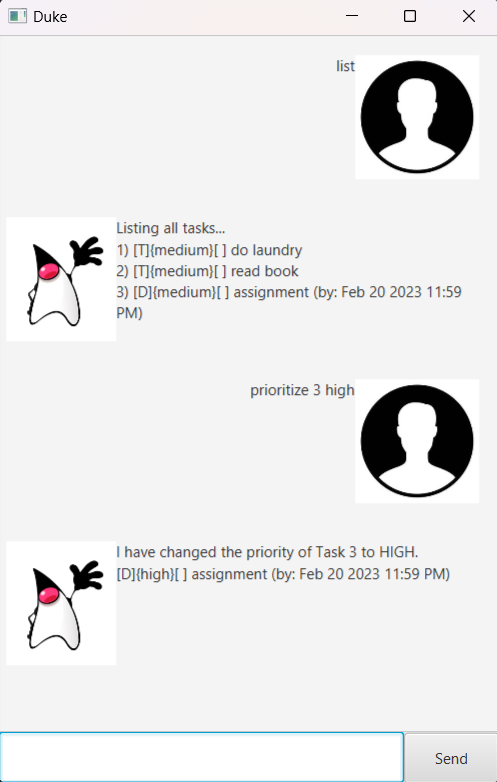 Duke
list
Listing all tasks...
1) [T]{medium}[ ] do laundry
2) [T]{medium}[ ] read book
3) [D]{medium}[ ] assignment (by: Feb 20 2023 11:59
PM)
prioritize 3 high
I have changed the priority of Task 3 to HIGH.
[D]{high}[ ] assignment (by: Feb 20 2023 11:59 PM)
Send